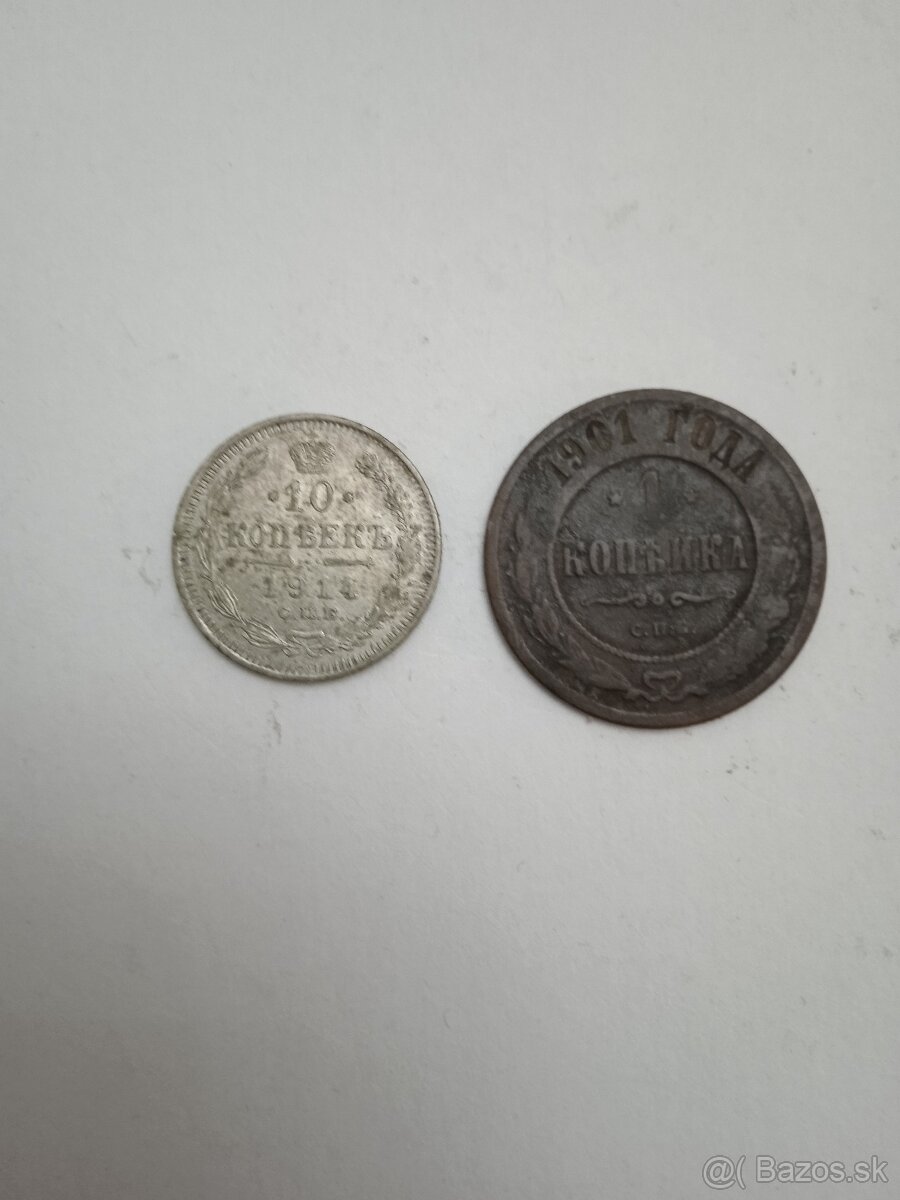 ·10·
КОПѢЕКЪ
1914
С.П.Б.
1901 ГОДА
·1·
КОПѢЙКА
С.П.Б.
@( Bazos.sk